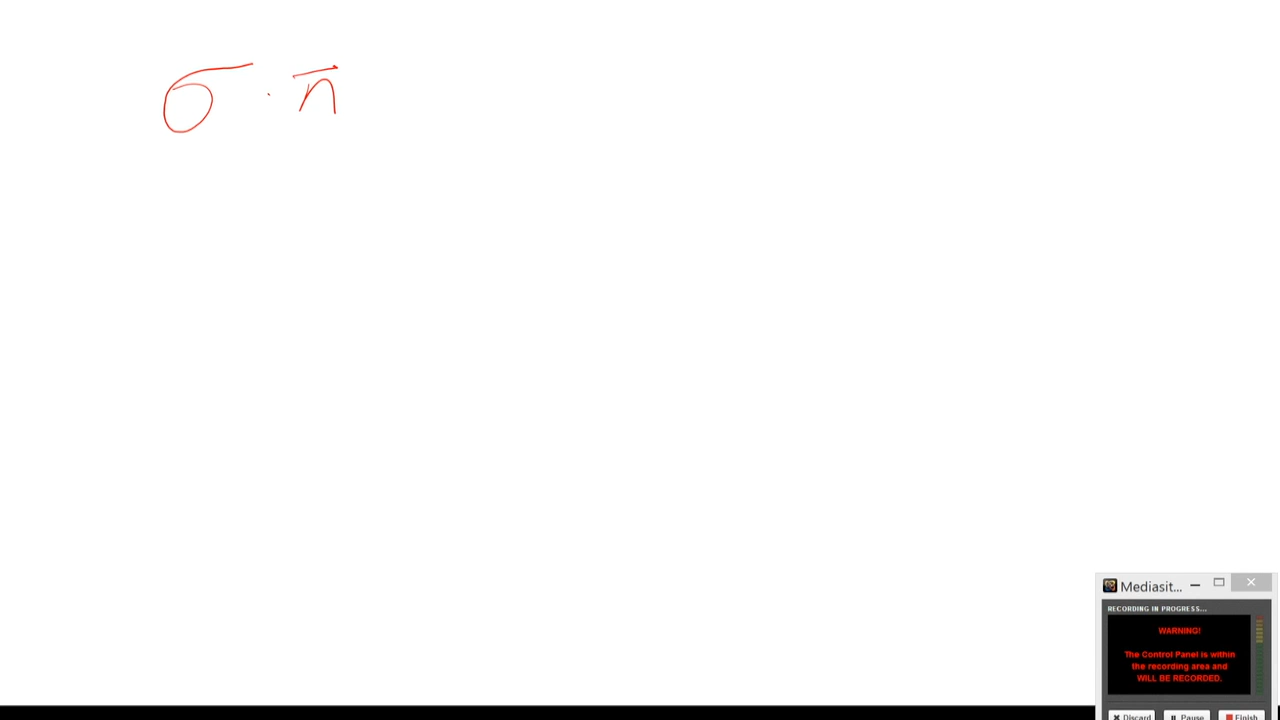 σ · n̄
Mediasit...
RECORDING IN PROGRESS...
WARNING!
The Control Panel is within
the recording area and
WILL BE RECORDED.
Discard Pause Finish